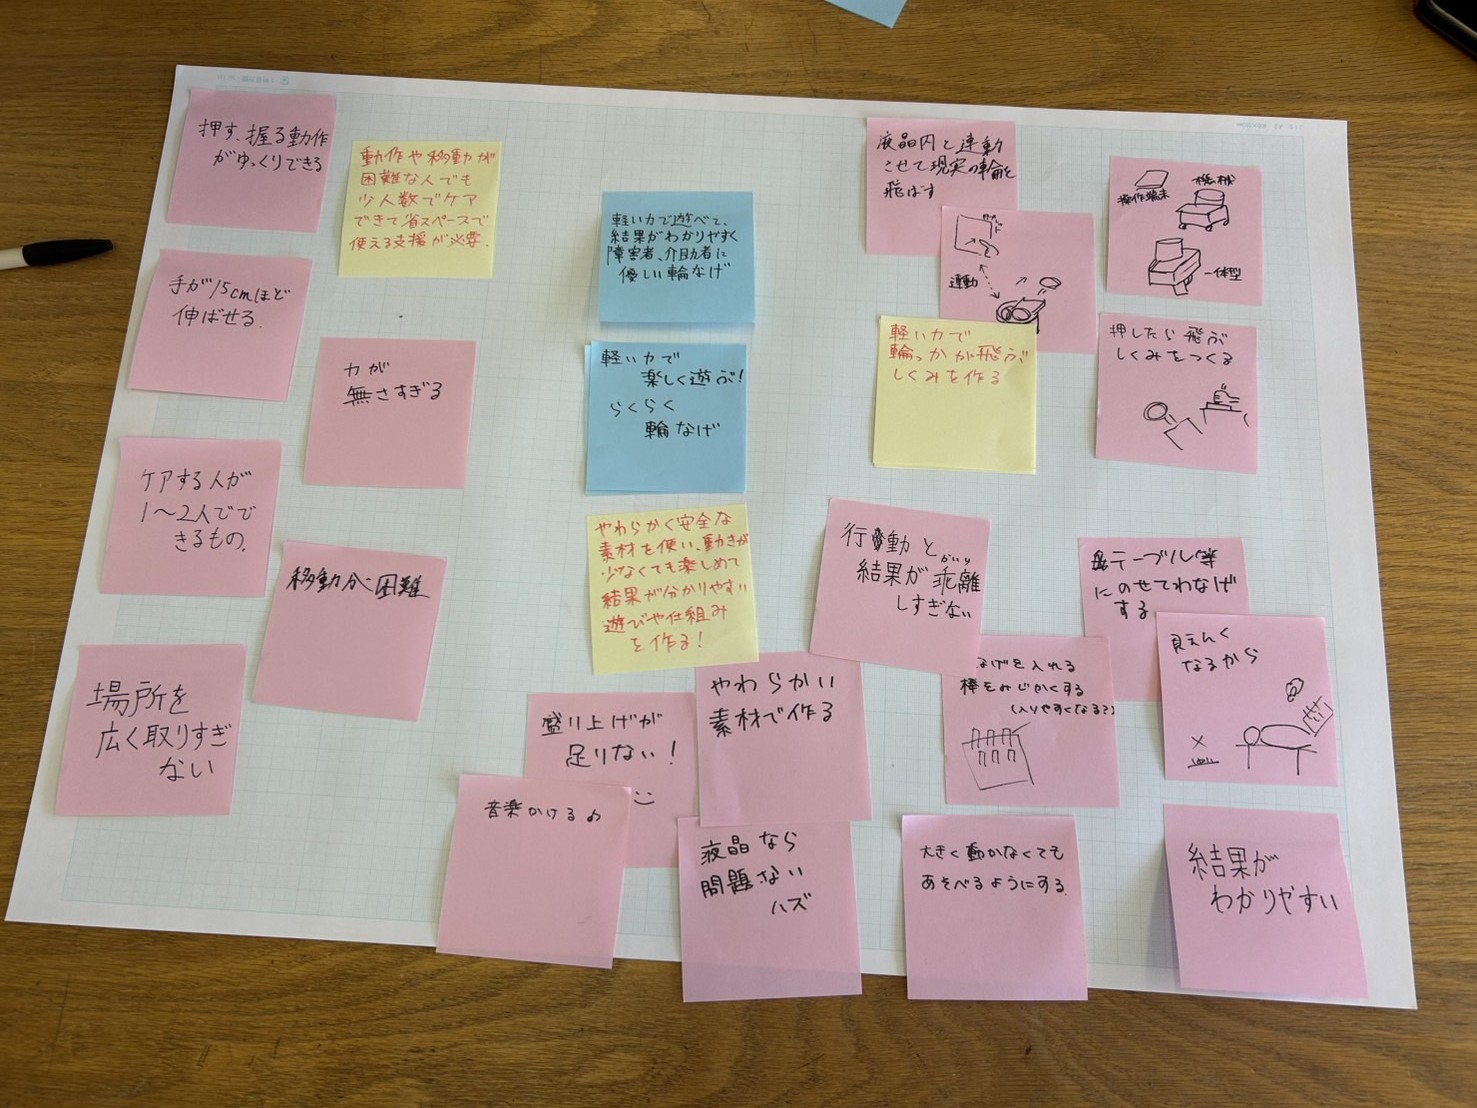 押す、握る動作
がゆっくりできる
動作や移動が
困難な人でも
少人数でケア
できて省スペースで
使える支援が必要.
手が15cmほど
伸ばせる.
力が
無さすぎる
ケアする人が
1〜2人でで
きるもの.
移動が困難
場所を
広く取りすぎ
ない
軽い力で遊べて、
結果がわかりやすく
障害者、介助者に
優しい輪なげ
軽い力で
楽しく遊ぶ!
らくらく
輪なげ
やわらかく安全な
素材を使い、動きが
少なくても楽しめて
結果が分かりやすい
遊びや仕組み
を作る!
盛り上げが
足りない!
音楽かける♪
やわらかい
素材で作る
液晶なら
問題ない
ハズ
液晶内と連動
させて現実の輪を
飛ばす
連動
操作端末
機械
一体型
軽い力で
輪っかが飛ぶ
しくみを作る
押したら飛ぶ
しくみをつくる
行動と
かいり
結果が乖離
しすぎない
テーブル等
にのせてわなげ
する
なげを入れる
棒をみじかくする
(入りやすくなる?)
見えんく
なるから
大きく動かなくても
あそべるようにする.
結果が
わかりやすい